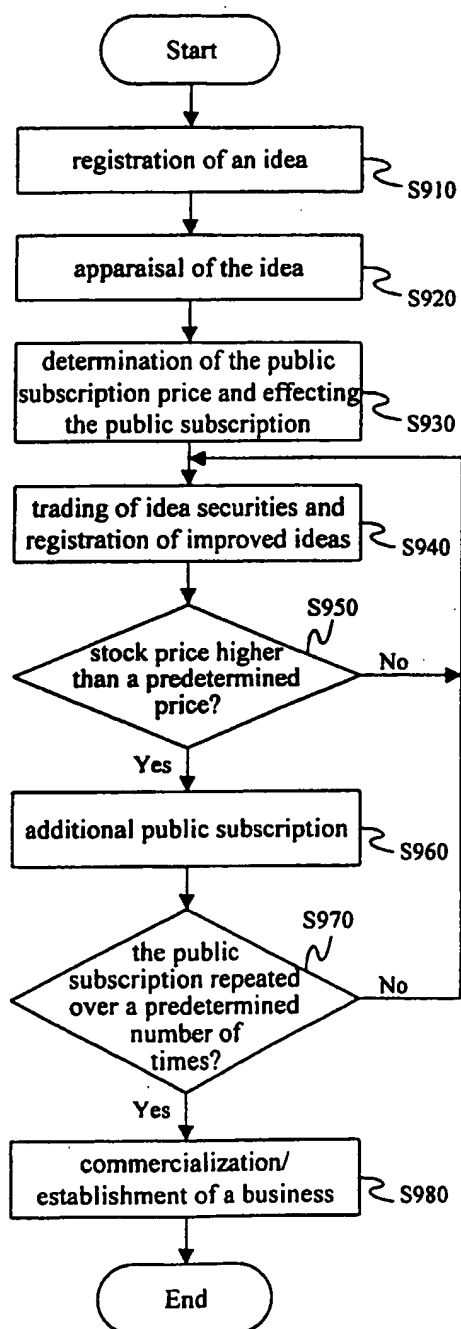 Start
registration of an idea
S910
apparaisal of the idea
S920
determination of the public
subscription price and effecting
the public subscription
S930
trading of idea securities and
registration of improved ideas
S940
S950
stock price higher
than a predetermined
price?
No
Yes
additional public subscription
S960
S970
the public
subscription repeated
over a predetermined
number of
times?
No
Yes
commercialization/
establishment of a business
S980
End